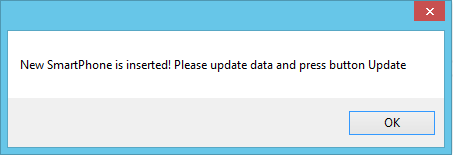 New SmartPhone is inserted! Please update data and press button Update
OK